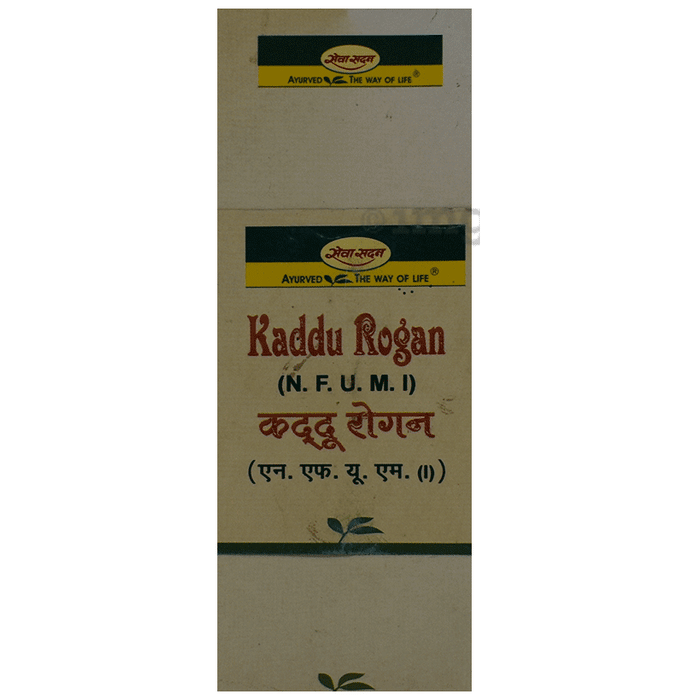 सेवा सदन
AYURVED THE WAY OF LIFE ®
सेवा सदन
AYURVED THE WAY OF LIFE ®
Kaddu Rogan
(N. F. U. M. I)
कद्दू रोगन
(एन. एफ. यू. एम. (I))